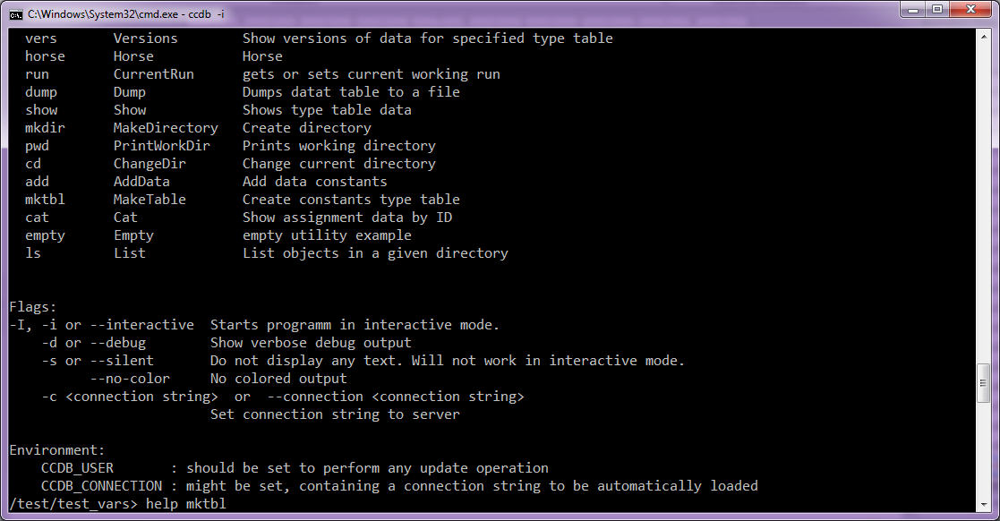 C:\Windows\System32\cmd.exe - ccdb  -i
vers       Versions        Show versions of data for specified type table
horse      Horse           Horse
run        CurrentRun      gets or sets current working run
dump       Dump            Dumps datat table to a file
show       Show            Shows type table data
mkdir      MakeDirectory   Create directory
pwd        PrintWorkDir    Prints working directory
cd         ChangeDir       Change current directory
add        AddData         Add data constants
mktbl      MakeTable       Create constants type table
cat        Cat             Show assignment data by ID
empty      Empty           empty utility example
ls         List            List objects in a given directory
Flags:
-I, -i or --interactive  Starts programm in interactive mode.
-d or --debug        Show verbose debug output
-s or --silent       Do not display any text. Will not work in interactive mode.
--no-color     No colored output
-c <connection string>  or  --connection <connection string>
Set connection string to server
Environment:
CCDB_USER       : should be set to perform any update operation
CCDB_CONNECTION : might be set, containing a connection string to be automatically loaded
/test/test_vars> help mktbl